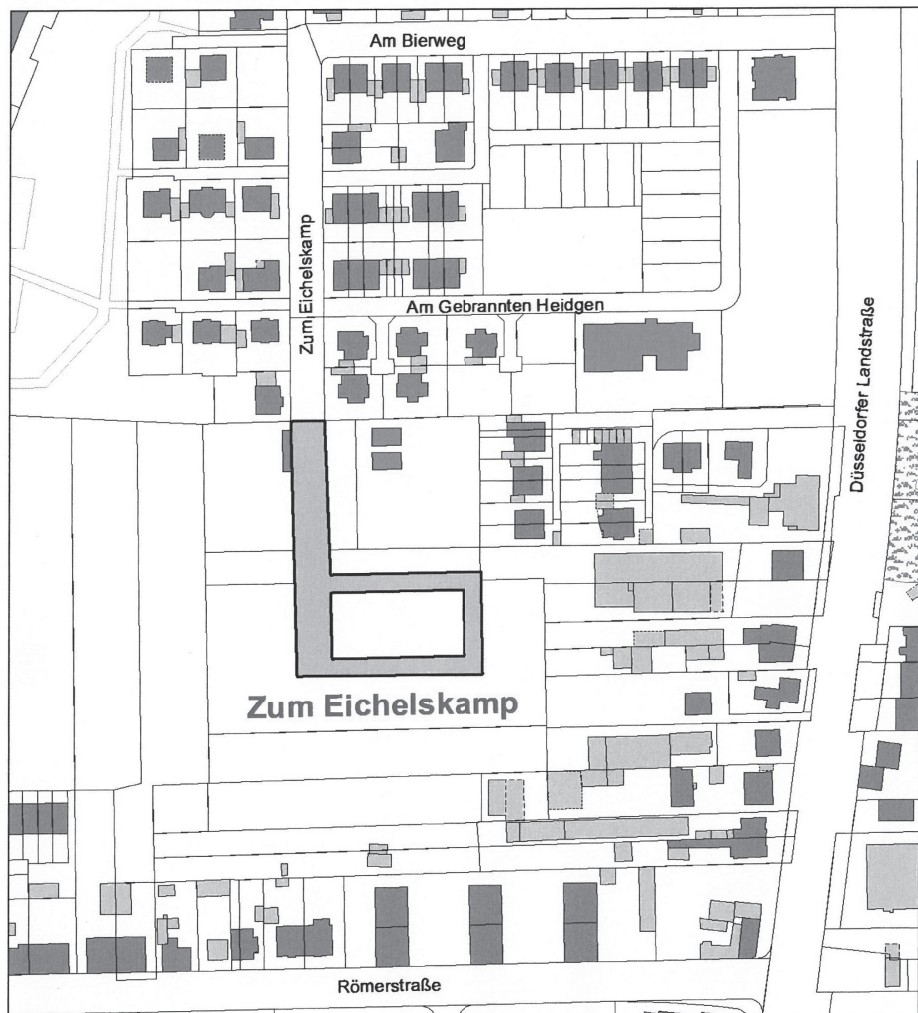 Am Bierweg
Zum Eichelskamp
Am Gebrannten Heidgen
Düsseldorfer Landstraße
Zum Eichelskamp
Römerstraße